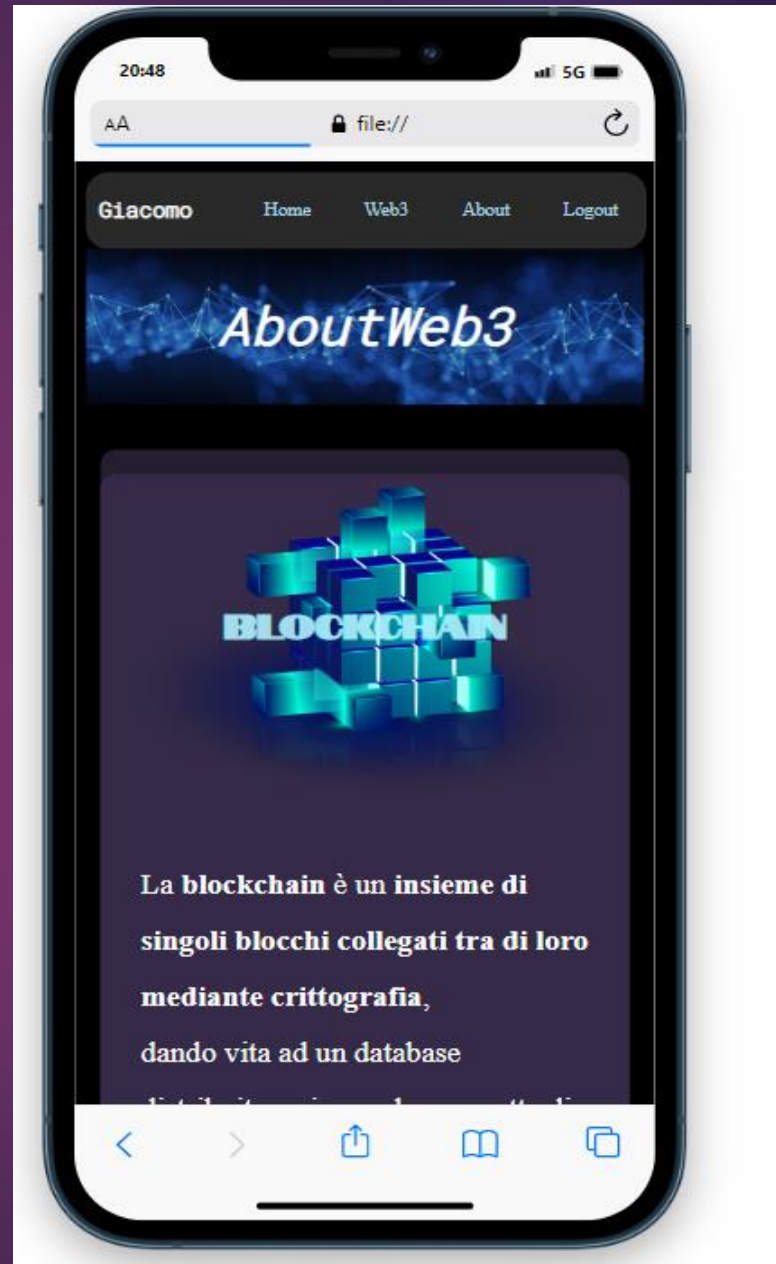 20:48 5G
AA file://
Giacomo Home Web3 About Logout
AboutWeb3
BLOCKCHAIN
La blockchain è un insieme di
singoli blocchi collegati tra di loro
mediante crittografia,
dando vita ad un database